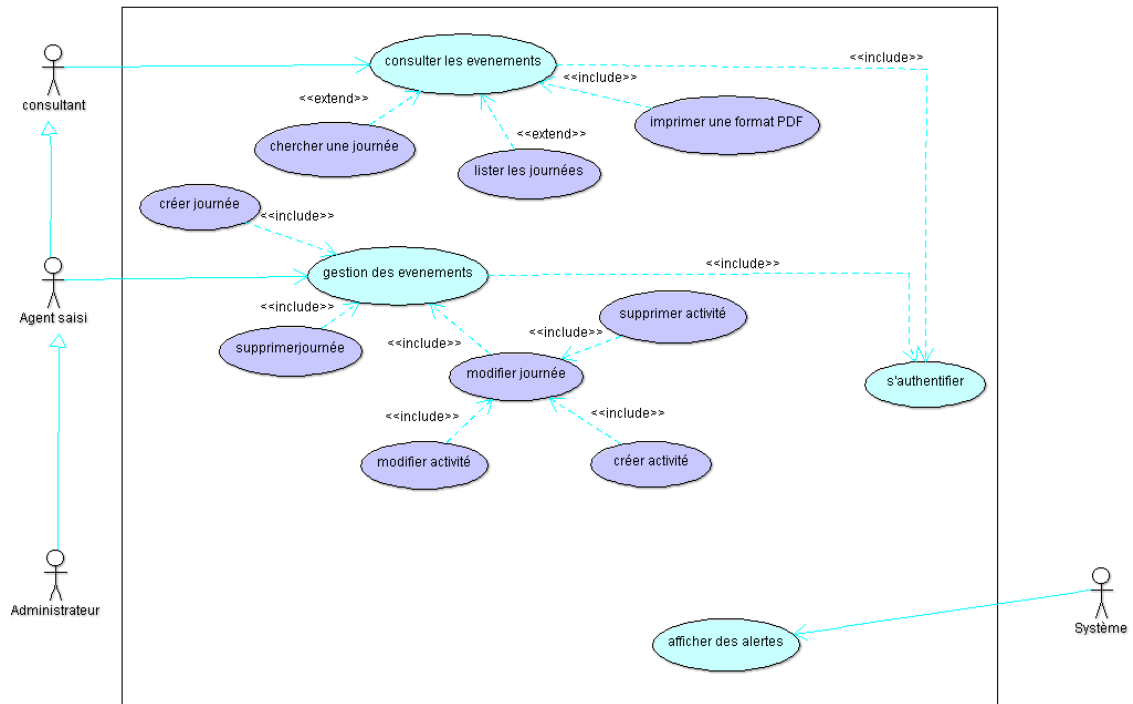 consulter les evenements
<<include>>
<<include>>
consultant
<<extend>>
imprimer une format PDF
<<extend>>
chercher une journée
lister les journées
créer journée
<<include>>
<<include>>
gestion des evenements
Agent saisi
<<include>>
supprimer activité
<<include>>
<<include>>
supprimerjournée
modifier journée
s'authentifier
<<include>>
<<include>>
modifier activité
créer activité
Administrateur
Système
afficher des alertes